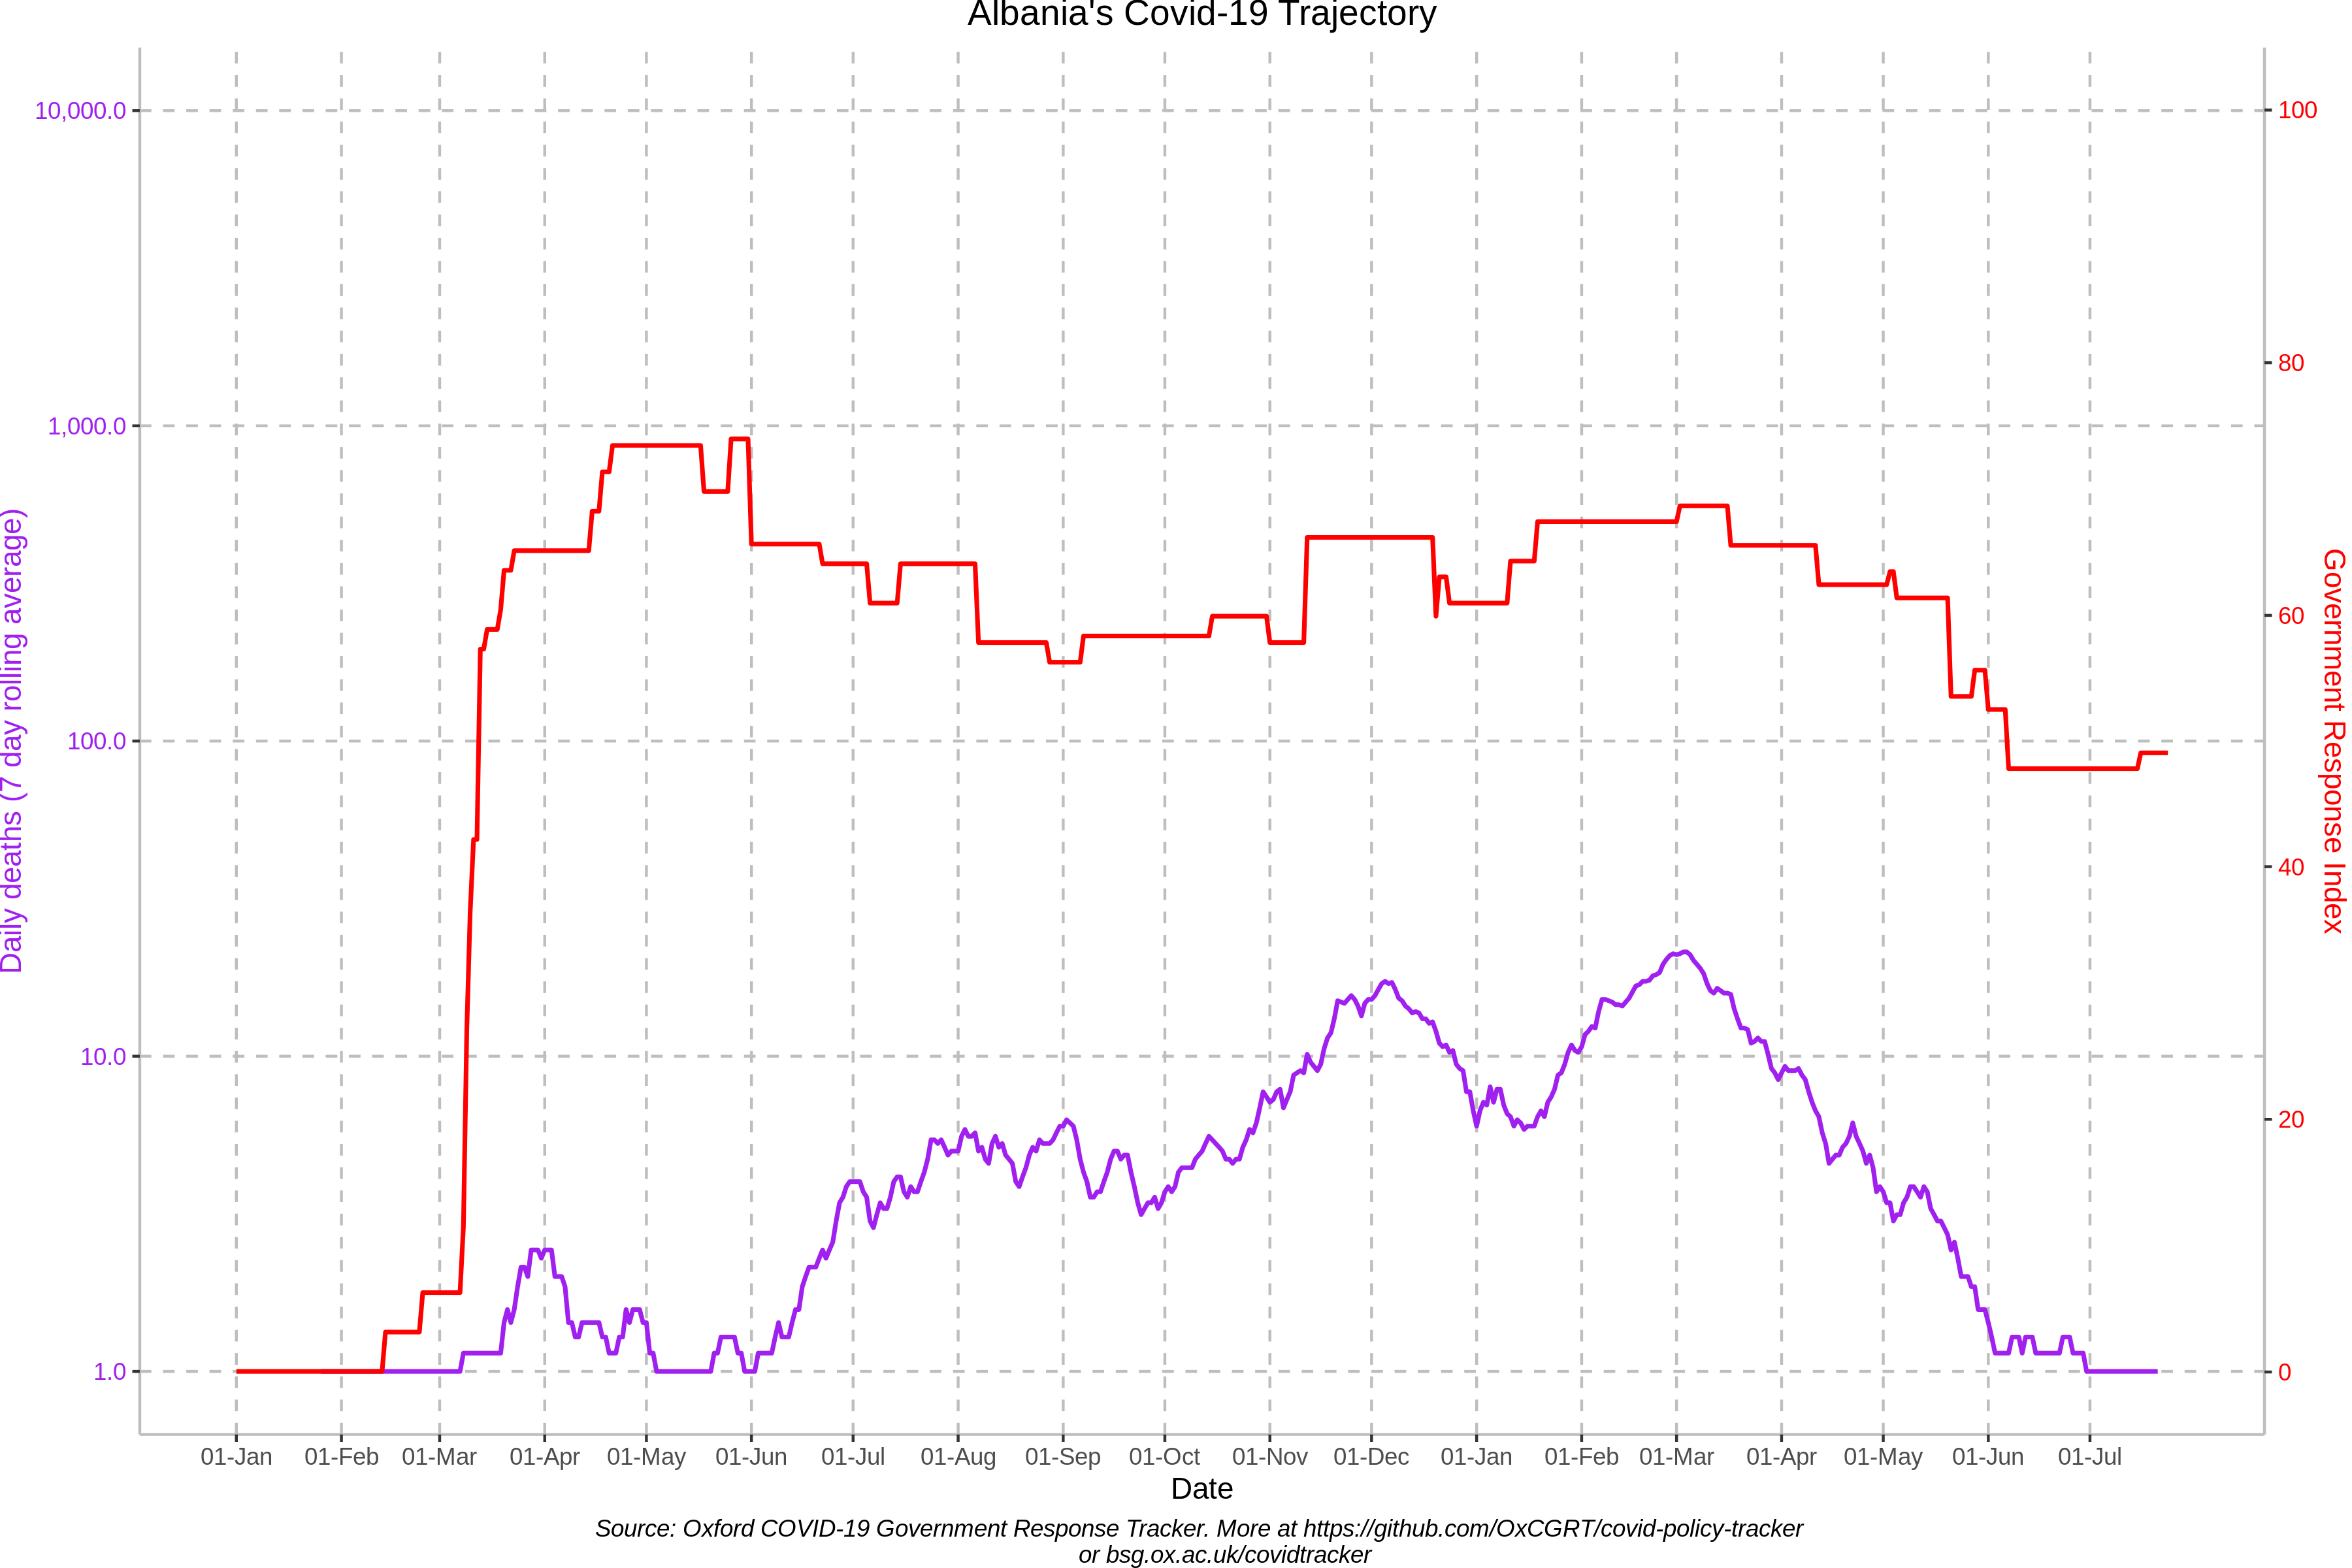 Albania's Covid-19 Trajectory
10,000.0
1,000.0
100.0
10.0
1.0
Daily deaths (7 day rolling average)
100
80
60
40
20
0
Government Response Index
01-Jan 01-Feb 01-Mar 01-Apr 01-May 01-Jun 01-Jul 01-Aug 01-Sep 01-Oct 01-Nov 01-Dec 01-Jan 01-Feb 01-Mar 01-Apr 01-May 01-Jun 01-Jul
Date
Source: Oxford COVID-19 Government Response Tracker. More at https://github.com/OxCGRT/covid-policy-tracker
or bsg.ox.ac.uk/covidtracker